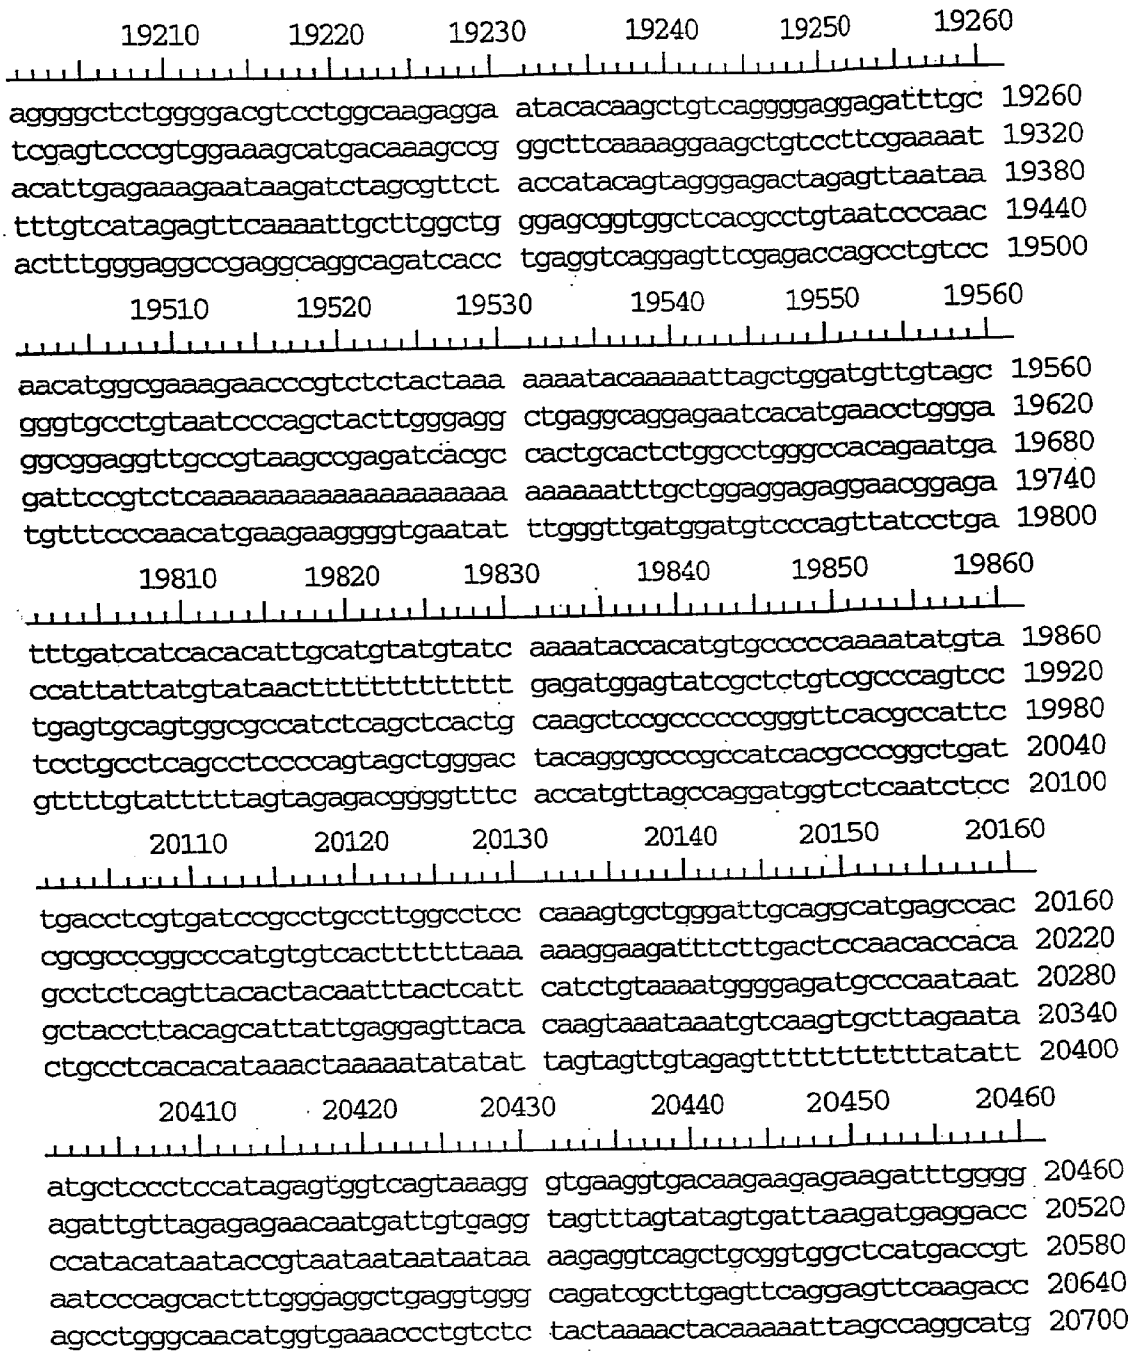 19210 19220 19230 19240 19250 19260
aggggctctggggacgtcctggcaagagga atacacaagctgtcaggggaggagatttgc 19260
tcgagtcccgtggaaagcatgacaaagccg ggcttcaaaaggaagctgtccttcgaaaat 19320
acattgagaaagaataagatctagcgttct accatacagtagggagactagagttaataa 19380
tttgtcatagagttcaaaattgcttggctg ggagcggtggctcacgcctgtaatcccaac 19440
actttgggaggccgaggcaggcagatcacc tgaggtcaggagttcgagaccagcctgtcc 19500
19510 19520 19530 19540 19550 19560
aacatggcgaaagaacccgtctctactaaa aaaatacaaaaattagctggatgttgtagc 19560
gggtgcctgtaatcccagctacttgggagg ctgaggcaggagaatcacatgaacctggga 19620
ggcggaggttgccgtaagccgagatcacgc cactgcactctggcctgggccacagaatga 19680
gattccgtctcaaaaaaaaaaaaaaaaaaa aaaaaatttgctggaggagaggaacggaga 19740
tgtttcccaacatgaagaaggggtgaatat ttgggttgatggatgtcccagttatcctga 19800
19810 19820 19830 19840 19850 19860
tttgatcatcacacattgcatgtatgtatc aaaataccacatgtgcccccaaaatatgta 19860
ccattattatgtataactttttttttttttt gagatggagtatcgctctgtcgcccagtcc 19920
tgagtgcagtggcgccatctcagctcactg caagctccgcccccccgggttcacgccattc 19980
tcctgcctcagcctccccagtagctgggac tacaggcgcccgccatcacgcccggctgat 20040
gttttgtatttttagtagagacggggtttc accatgttagccaggatggtctcaatctcc 20100
20110 20120 20130 20140 20150 20160
tgacctcgtgatccgcctgccttggcctcc caaagtgctgggattgcaggcatgagccac 20160
cgcgcccggcccatgtgtcacttttttaaa aaaggaagatttcttgactccaacaccaca 20220
gcctctcagttacactacaatttactcatt catctgtaaaatggggagatgcccaataat 20280
gctaccttacagcattattgaggagttaca caagtaaataaatgtcaagtgcttagaata 20340
ctgcctcacacataaactaaaaatatatat tagtagttgtagagttttttttttttatatt 20400
20410 20420 20430 20440 20450 20460
atgctccctccatagagtggtcagtaaagg gtgaaggtgacaagaagagaagatttgggg 20460
agattgttagagagaacaatgattgtgagg tagtttagtatagtgattaagatgaggacc 20520
ccatacataataccgtaataataataataa aagaggtcagctgcggtggctcatgaccgt 20580
aatcccagcactttgggaggctgaggtggg cagatcgcttgagttcaggagttcaagacc 20640
agcctgggcaacatggtgaaaccctgtctc tactaaaactacaaaaattagccaggcatg 20700